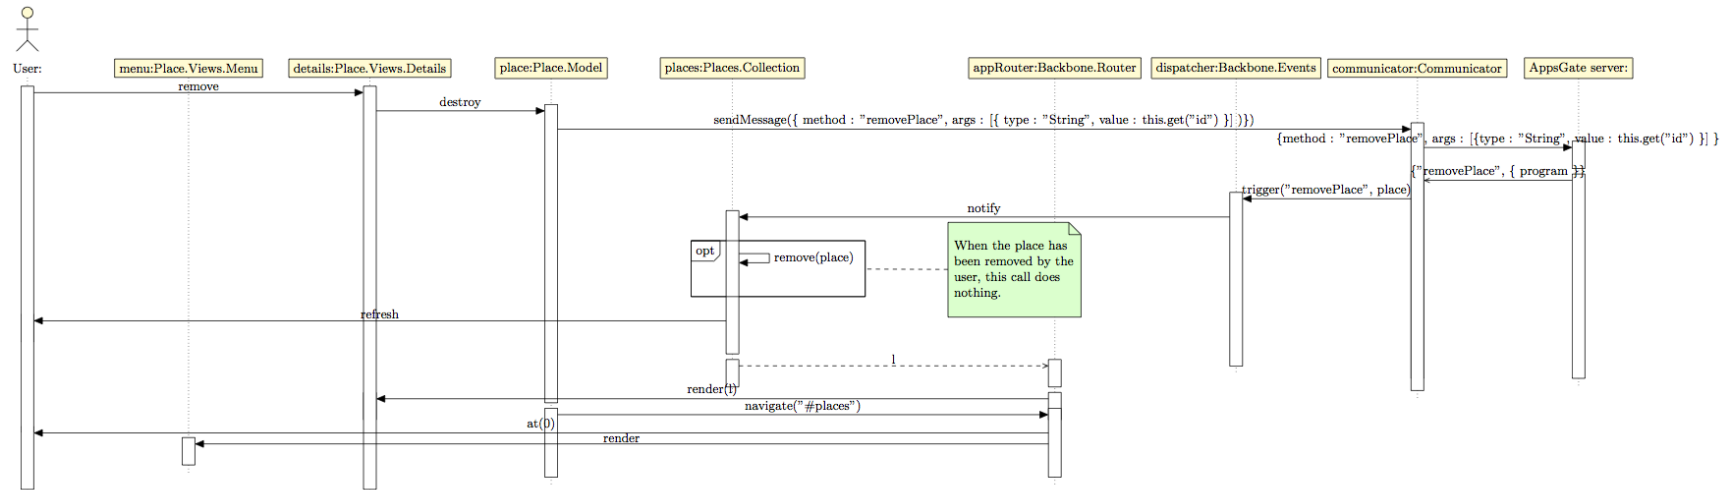 User:
menu:Place.Views.Menu
details:Place.Views.Details
place:Place.Model
places:Places.Collection
appRouter:Backbone.Router
dispatcher:Backbone.Events
communicator:Communicator
AppsGate server:
remove
destroy
sendMessage({ method : "removePlace", args : [{ type : "String", value : this.get("id") }] )})
{method : "removePlace", args : [{type : "String", value : this.get("id") }] }
{"removePlace", { program }}
trigger("removePlace", place)
notify
opt
remove(place)
When the place has
been removed by the
user, this call does
nothing.
refresh
l
render(l)
navigate("#places")
at(0)
render